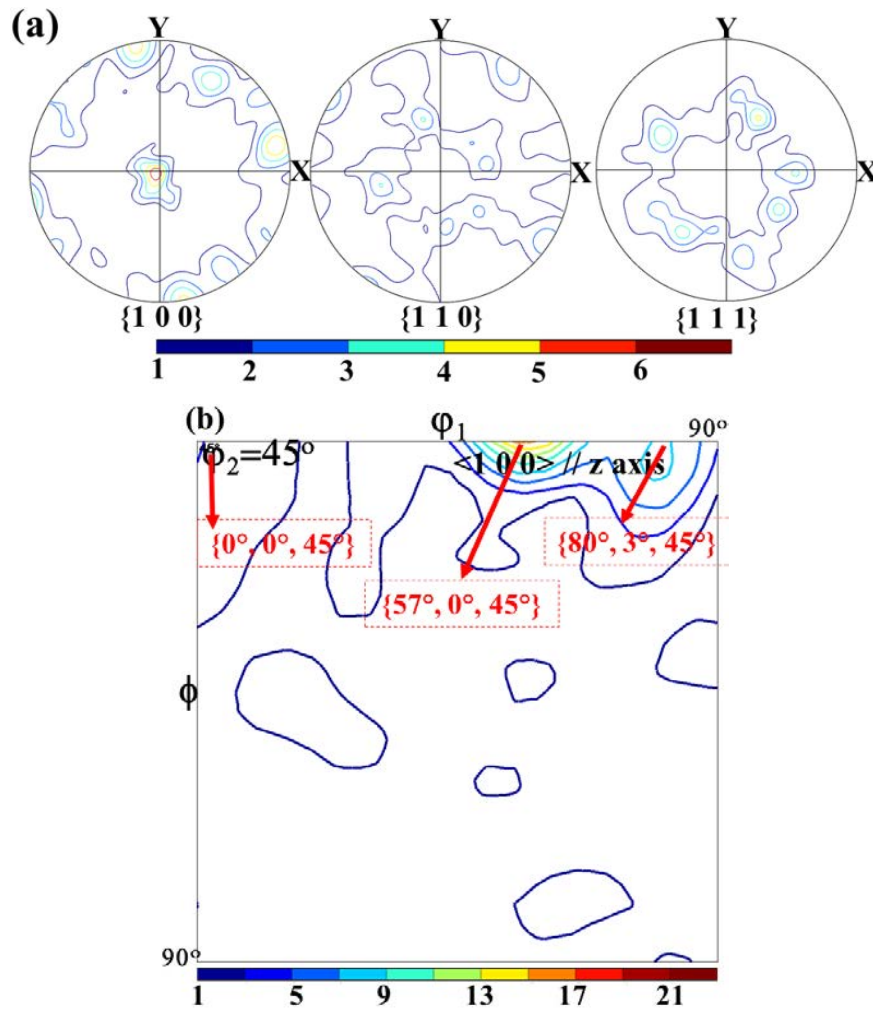 (a)
Y Y Y
X X X
{1 0 0} {1 1 0} {1 1 1}
1 2 3 4 5 6
(b) φ₁ 90°
φ₂=45° <1 0 0> // z axis
{0°, 0°, 45°} {80°, 3°, 45°}
{57°, 0°, 45°}
ϕ
90°
1 5 9 13 17 21